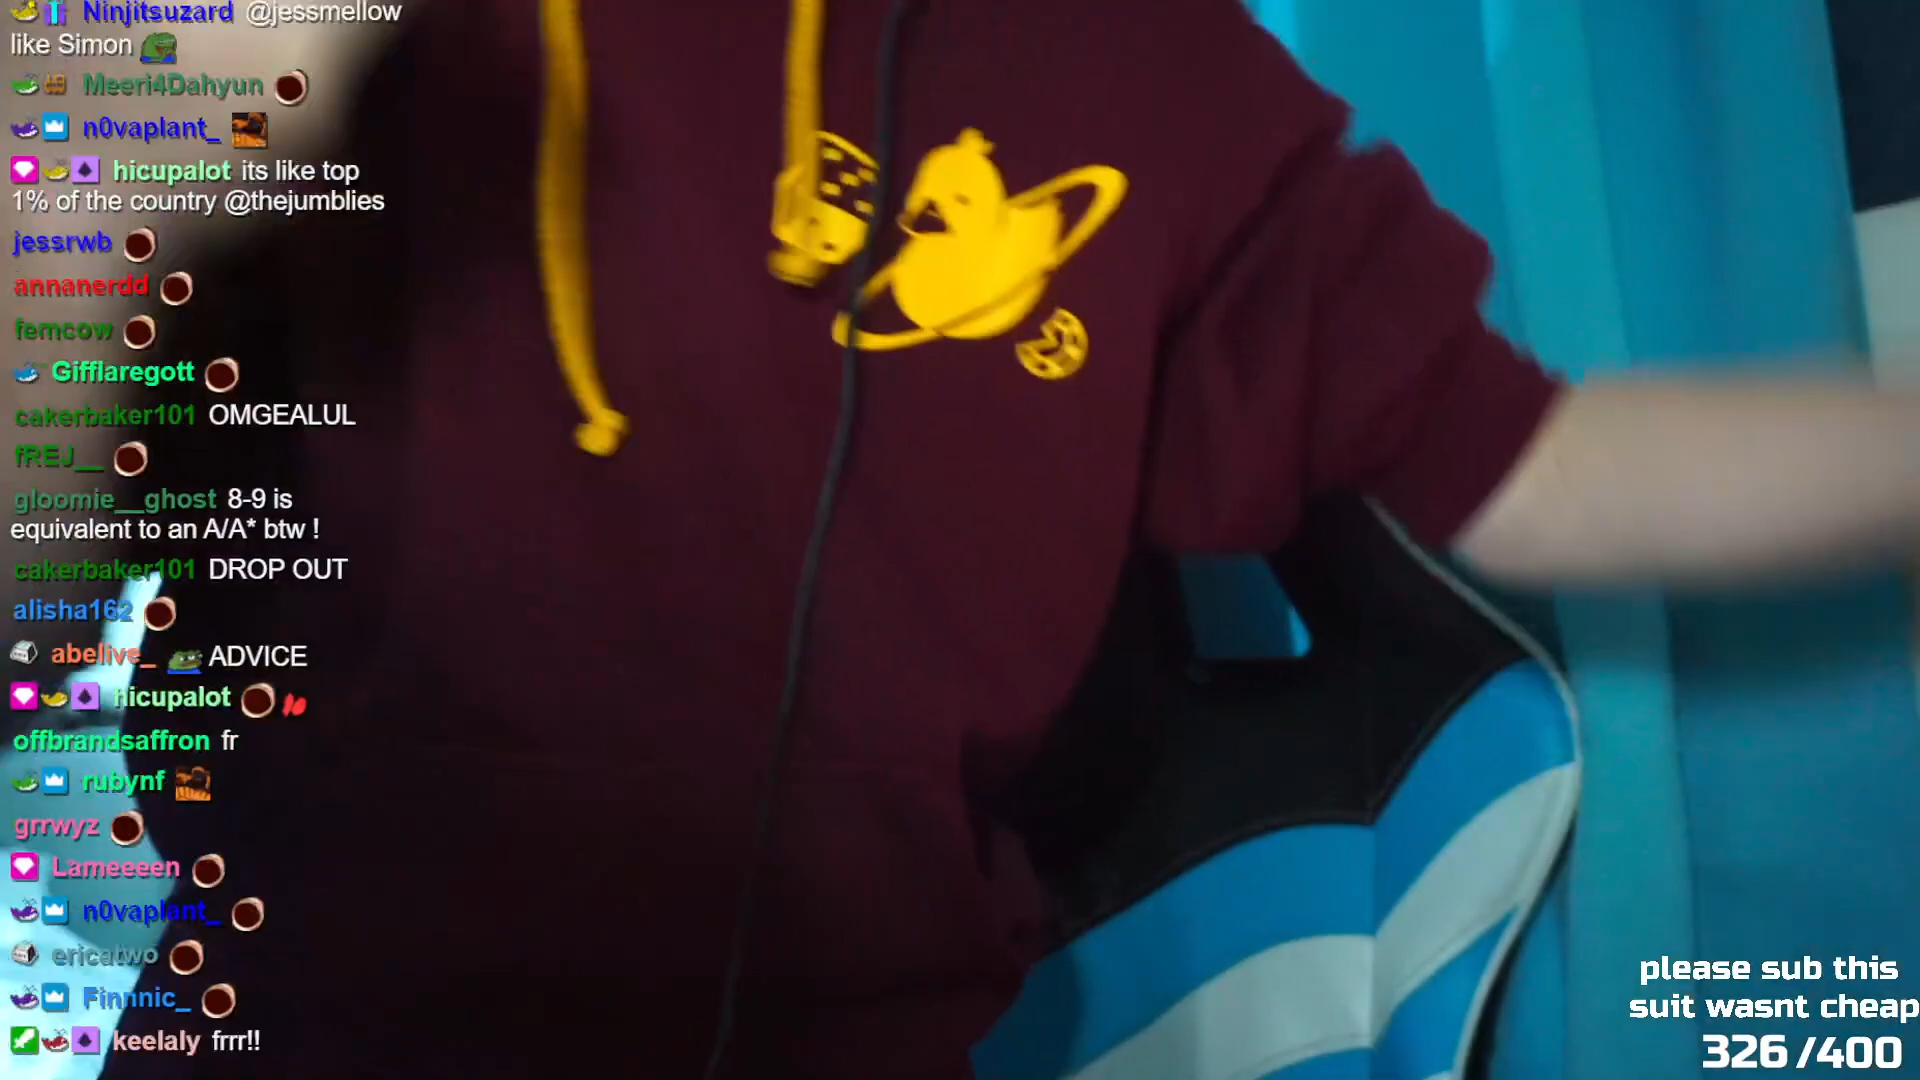 Ninjitsuzard @jessmellow
like Simon
Meeri4Dahyun
n0vaplant_
hicupalot its like top
1% of the country @thejumblies
jessrwb
annanerdd
femcow
Gifflaregott
cakerbaker101 OMGEALUL
fREJ__
gloomie__ghost 8-9 is
equivalent to an A/A* btw !
cakerbaker101 DROP OUT
alisha162
abelive_ ADVICE
hicupalot
offbrandsaffron fr
rubynf
grrwyz
Lameeeen
n0vaplant_
ericatwo
Finnnic_
keelaly frrr!!
please sub this
suit wasnt cheap
326/400